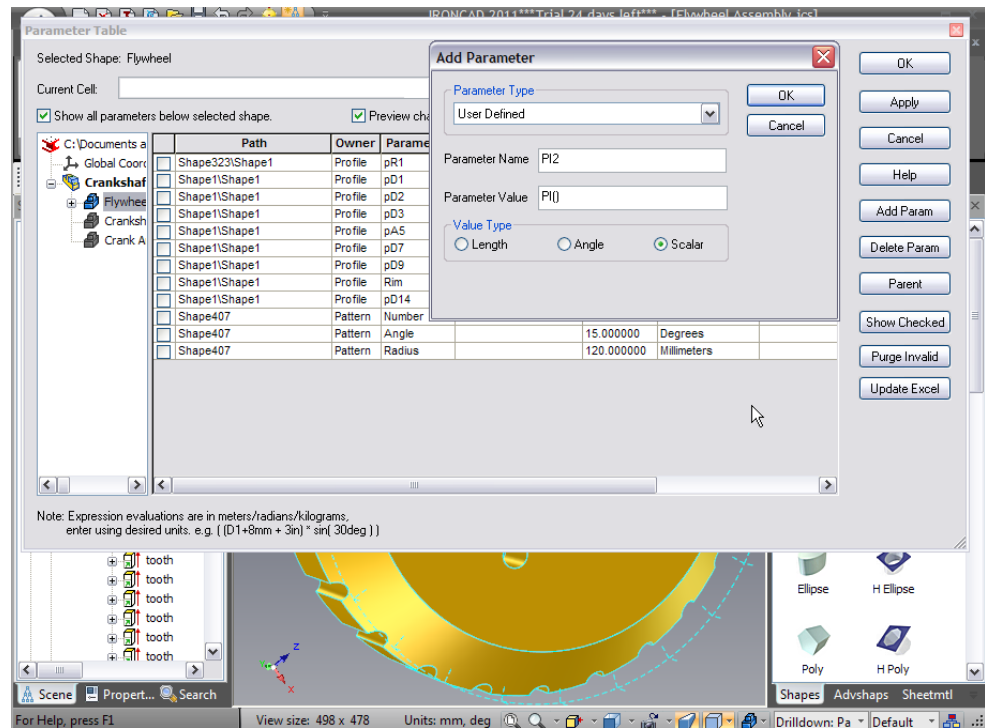 IRONCAD 2011***Trial 24 days left*** - [Flywheel Assembly.ics]
Parameter Table
Selected Shape: Flywheel
Current Cell:
Show all parameters below selected shape.
Preview cha
C:\Documents a
Global Coord
Crankshaf
Flywhee
Cranksh
Crank A
Path Owner Parame
Shape323\Shape1 Profile pR1
Shape1\Shape1 Profile pD1
Shape1\Shape1 Profile pD2
Shape1\Shape1 Profile pD3
Shape1\Shape1 Profile pA5
Shape1\Shape1 Profile pD7
Shape1\Shape1 Profile pD9
Shape1\Shape1 Profile Rim
Shape1\Shape1 Profile pD14
Shape407 Pattern Number
Shape407 Pattern Angle 15.000000 Degrees
Shape407 Pattern Radius 120.000000 Millimeters
Add Parameter
Parameter Type
User Defined
OK
Cancel
Parameter Name PI2
Parameter Value PI()
Value Type
Length Angle Scalar
OK
Apply
Cancel
Help
Add Param
Delete Param
Parent
Show Checked
Purge Invalid
Update Excel
Note: Expression evaluations are in meters/radians/kilograms,
enter using desired units. e.g. ( (D1+8mm + 3in) * sin( 30deg ) )
tooth
tooth
tooth
tooth
tooth
tooth
z
x
Ellipse H Ellipse
Poly H Poly
Scene Propert... Search
Shapes Advshaps Sheetmtl
For Help, press F1 View size: 498 x 478 Units: mm, deg Drilldown: Pa Default